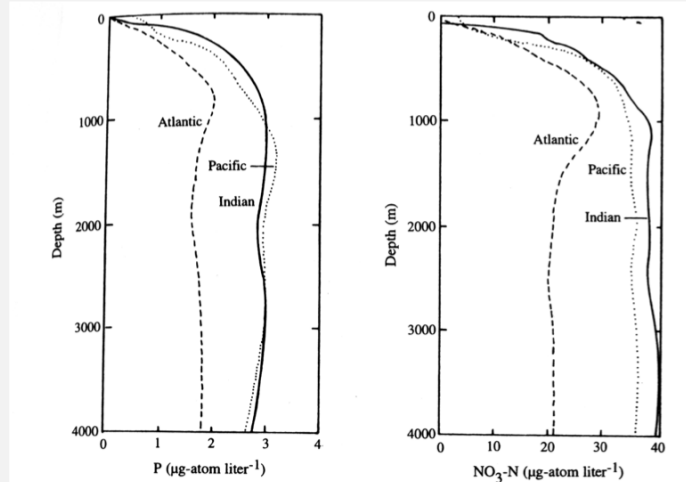 0
1000
2000
3000
4000
Depth (m)
Atlantic
Pacific
Indian
0 1 2 3 4
P (µg-atom liter-1)
0
1000
2000
3000
4000
Depth (m)
Atlantic
Pacific
Indian
0 10 20 30 40
NO3-N (µg-atom liter-1)